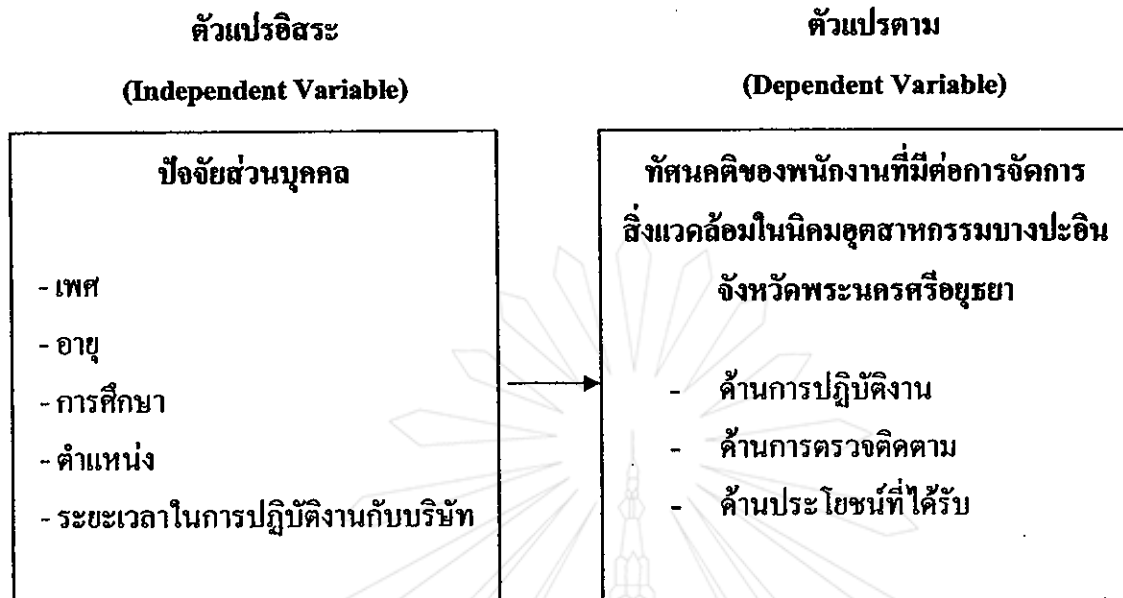 ตัวแปรอิสระ
(Independent Variable)
ปัจจัยส่วนบุคคล
- เพศ
- อายุ
- การศึกษา
- ตำแหน่ง
- ระยะเวลาในการปฏิบัติงานกับบริษัท
ตัวแปรตาม
(Dependent Variable)
ทัศนคติของพนักงานที่มีต่อการจัดการ
สิ่งแวดล้อมในนิคมอุตสาหกรรมบางปะอิน
จังหวัดพระนครศรีอยุธยา
- ด้านการปฏิบัติงาน
- ด้านการตรวจติดตาม
- ด้านประโยชน์ที่ได้รับ